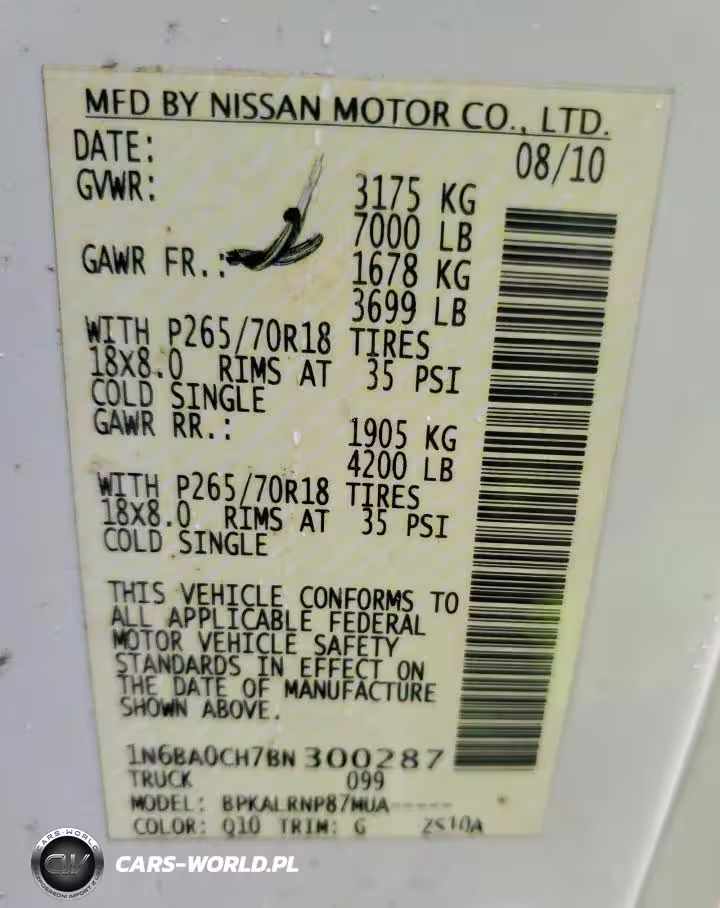 MFD BY NISSAN MOTOR CO., LTD.
DATE: 08/10
GVWR: 3175 KG
7000 LB
GAWR FR.: 1678 KG
3699 LB
WITH P265/70R18 TIRES
18X8.0 RIMS AT 35 PSI
COLD SINGLE
GAWR RR.: 1905 KG
4200 LB
WITH P265/70R18 TIRES
18X8.0 RIMS AT 35 PSI
COLD SINGLE
THIS VEHICLE CONFORMS TO
ALL APPLICABLE FEDERAL
MOTOR VEHICLE SAFETY
STANDARDS IN EFFECT ON
THE DATE OF MANUFACTURE
SHOWN ABOVE.
1N6BA0CH7BN300287
TRUCK 099
MODEL: BPKALRNP87MUA-----
COLOR: Q10 TRIM: G 2S10A
CARS-WORLD
CW
CARS-WORLD.PL